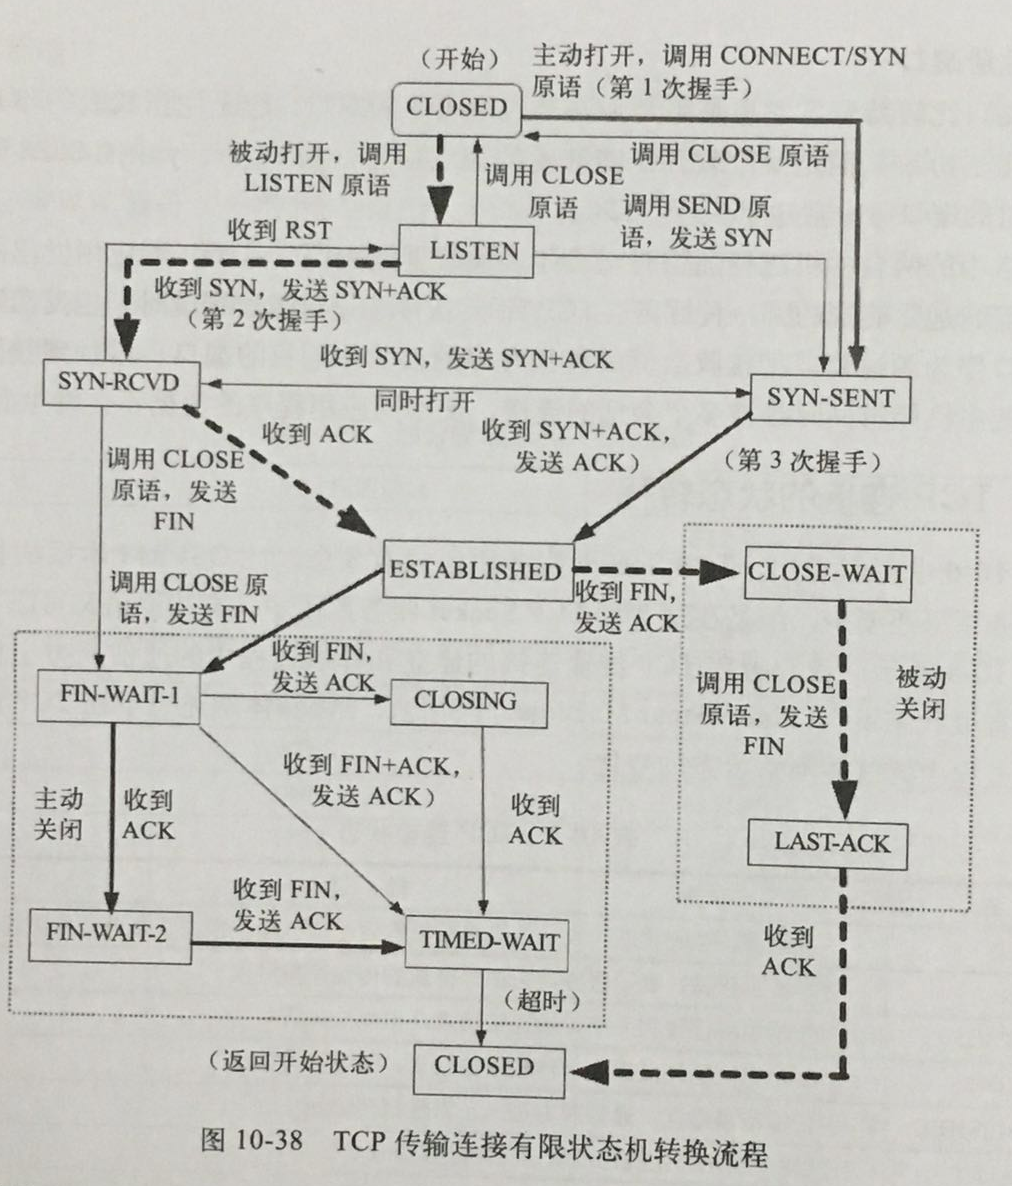 （开始）
主动打开，调用 CONNECT/SYN
原语（第 1 次握手）
CLOSED
被动打开，调用
LISTEN 原语
调用 CLOSE
原语
调用 CLOSE 原语
调用 SEND 原
语，发送 SYN
收到 RST
LISTEN
收到 SYN，发送 SYN+ACK
（第 2 次握手）
收到 SYN，发送 SYN+ACK
SYN-RCVD
同时打开
SYN-SENT
收到 ACK
收到 SYN+ACK，
发送 ACK）
（第 3 次握手）
调用 CLOSE
原语，发送
FIN
ESTABLISHED
收到 FIN，
发送 ACK
CLOSE-WAIT
调用 CLOSE 原
语，发送 FIN
收到 FIN，
发送 ACK
FIN-WAIT-1
CLOSING
调用 CLOSE
原语，发送
FIN
被动
关闭
收到 FIN+ACK，
发送 ACK）
主动
关闭
收到
ACK
收到
ACK
LAST-ACK
收到 FIN，
发送 ACK
FIN-WAIT-2
TIMED-WAIT
收到
ACK
（超时）
（返回开始状态）
CLOSED
图 10-38 TCP 传输连接有限状态机转换流程